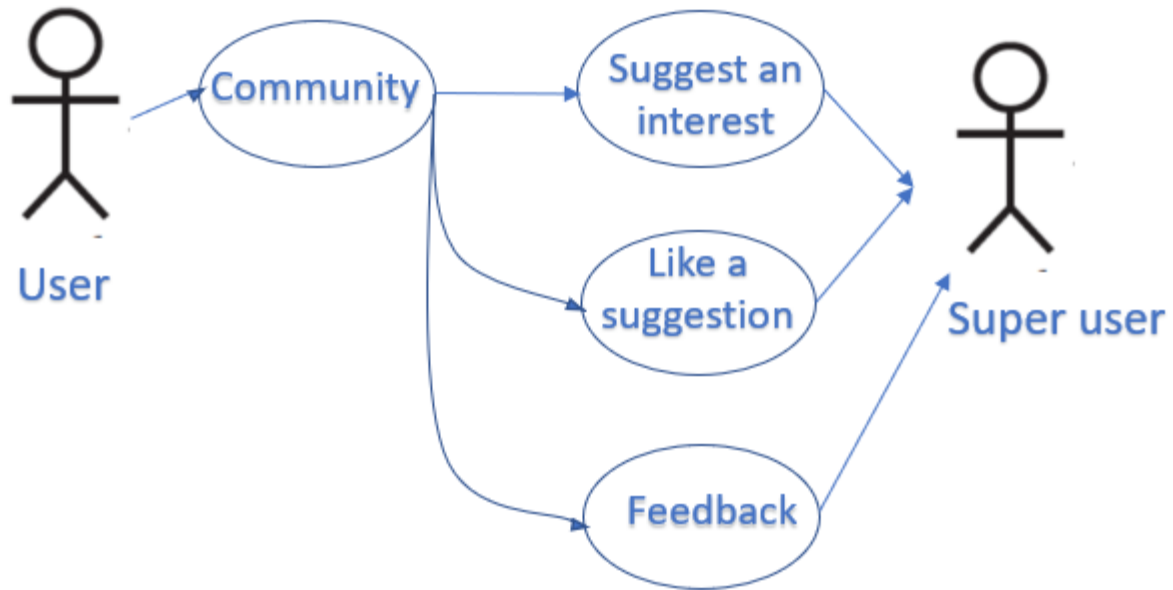 User
Community
Suggest an
interest
Like a
suggestion
Feedback
Super user